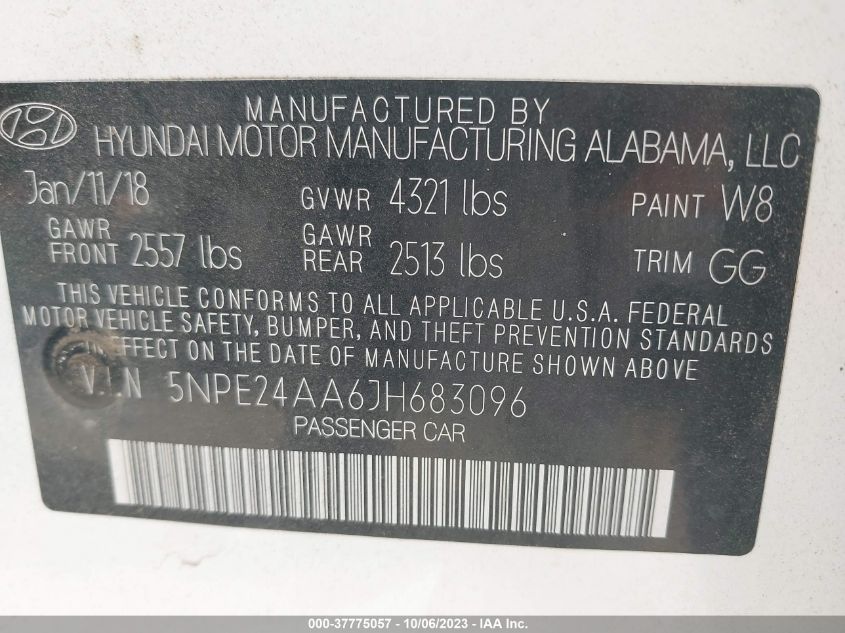 MANUFACTURED BY
HYUNDAI MOTOR MANUFACTURING ALABAMA, LLC
Jan/11/18 GVWR 4321 lbs PAINT W8
GAWR FRONT 2557 lbs GAWR REAR 2513 lbs TRIM GG
THIS VEHICLE CONFORMS TO ALL APPLICABLE U.S.A. FEDERAL
MOTOR VEHICLE SAFETY, BUMPER, AND THEFT PREVENTION STANDARDS
IN EFFECT ON THE DATE OF MANUFACTURE SHOWN ABOVE
V.I.N 5NPE24AA6JH683096
PASSENGER CAR
000-37775057 - 10/06/2023 - IAA Inc.